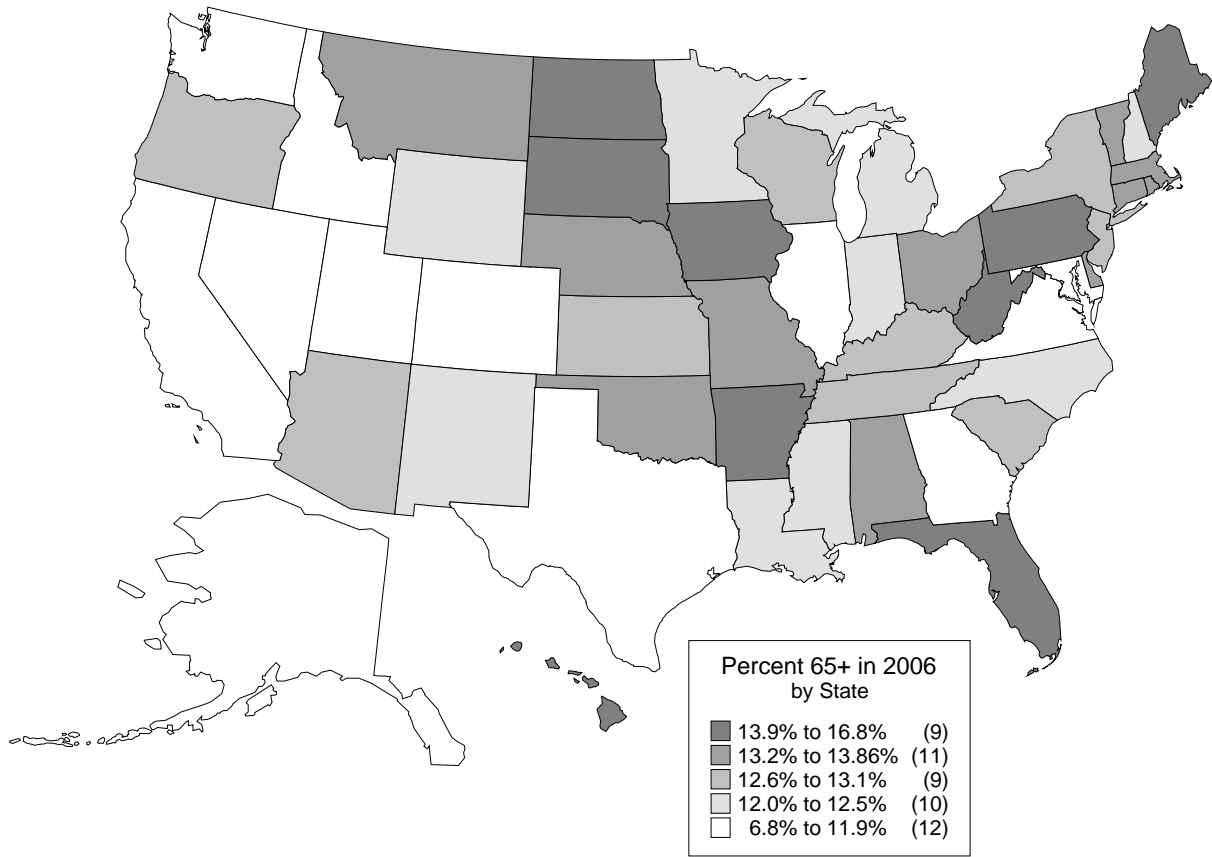 Percent 65+ in 2006
by State
13.9% to 16.8% (9)
13.2% to 13.86% (11)
12.6% to 13.1% (9)
12.0% to 12.5% (10)
6.8% to 11.9% (12)